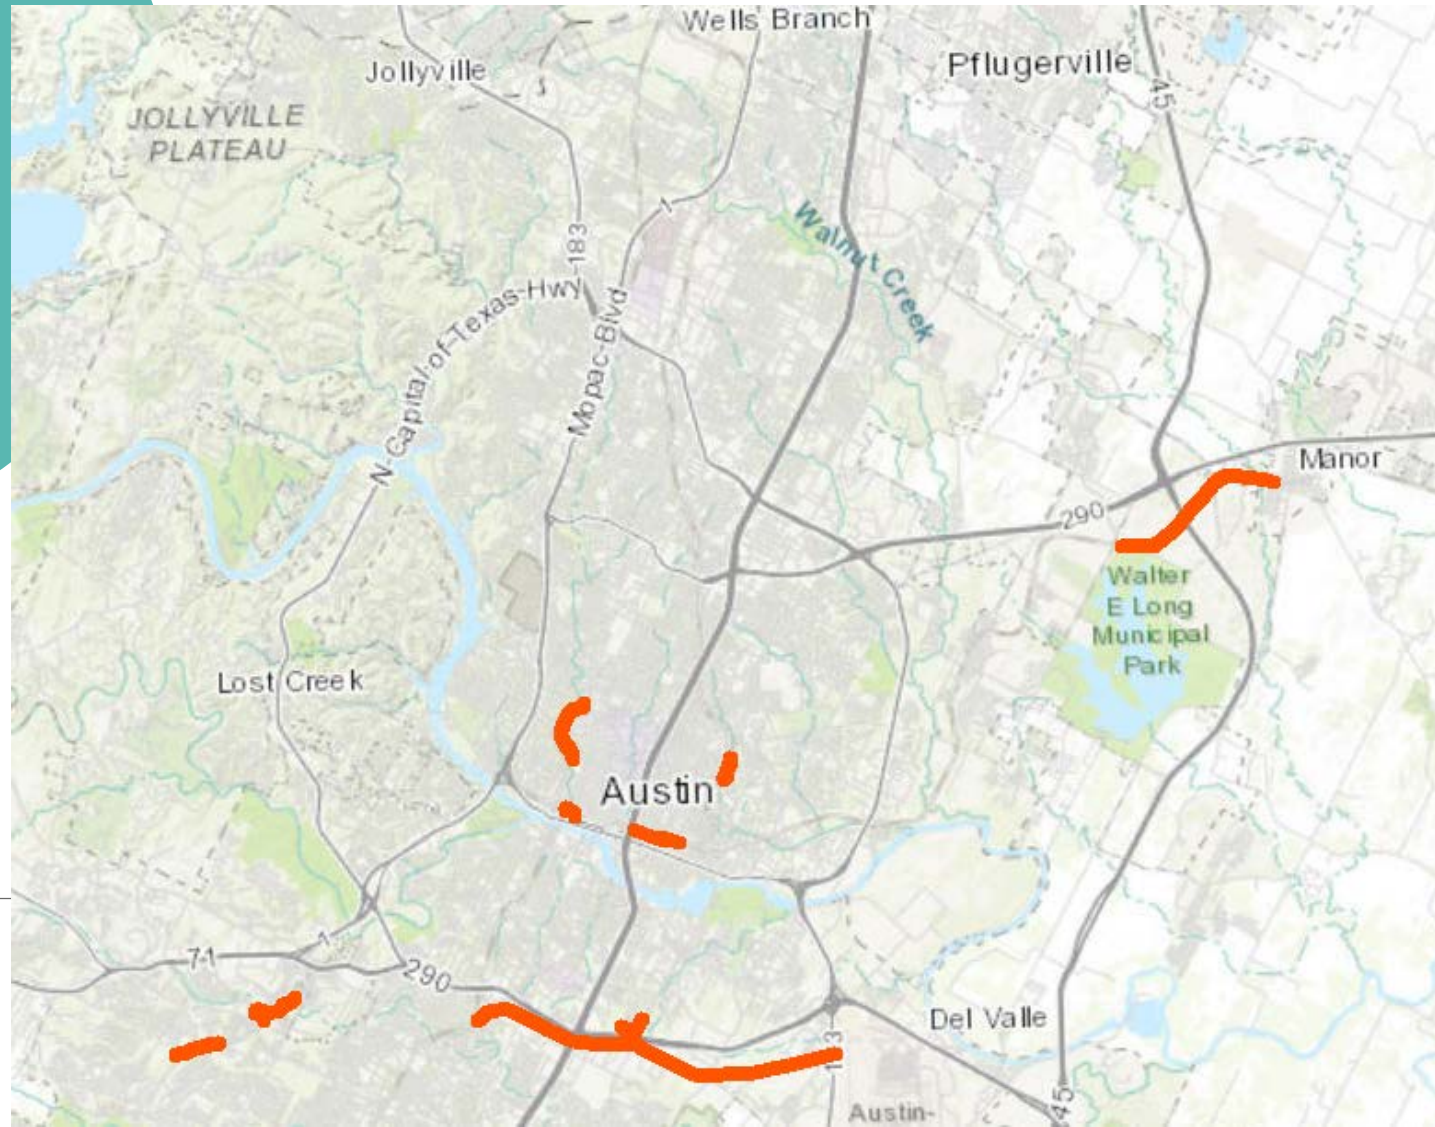 Wells Branch
Jollyville
Pflugerville
45
JOLLYVILLE
PLATEAU
1
Walnut Creek
183
N-Capital-of-Texas-Hwy
Mopac-Blvd
Manor
290
Walter
E Long
Municipal
Park
Lost Creek
Austin
71
1
290
Del Valle
45
Austin-